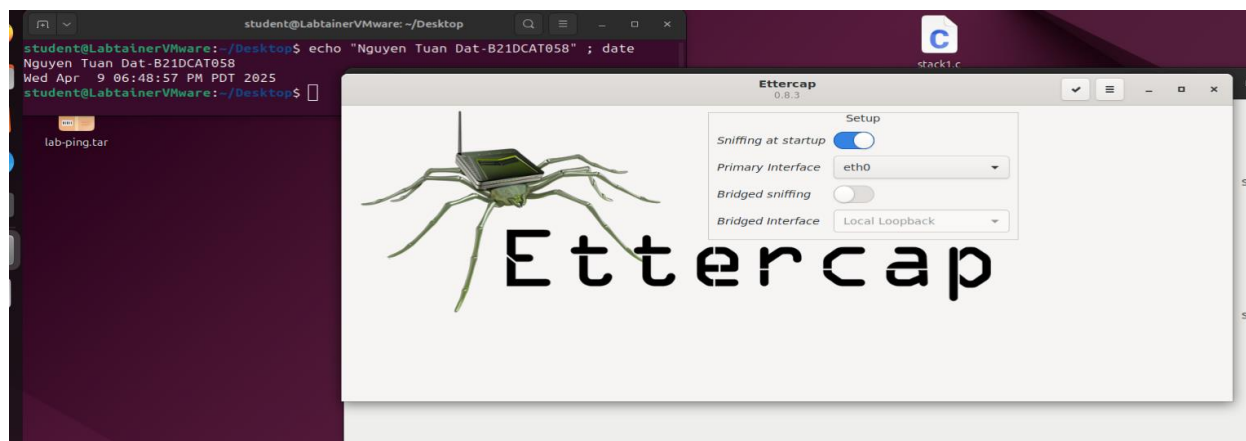 student@LabtainerVMware: ~/Desktop
student@LabtainerVMware:~/Desktop$ echo "Nguyen Tuan Dat-B21DCAT058" ; date
Nguyen Tuan Dat-B21DCAT058
Wed Apr  9 06:48:57 PM PDT 2025
student@LabtainerVMware:~/Desktop$
lab-ping.tar
C
stack1.c
Ettercap
0.8.3
Setup
Sniffing at startup
Primary Interface eth0
Bridged sniffing
Bridged Interface Local Loopback
Ettercap